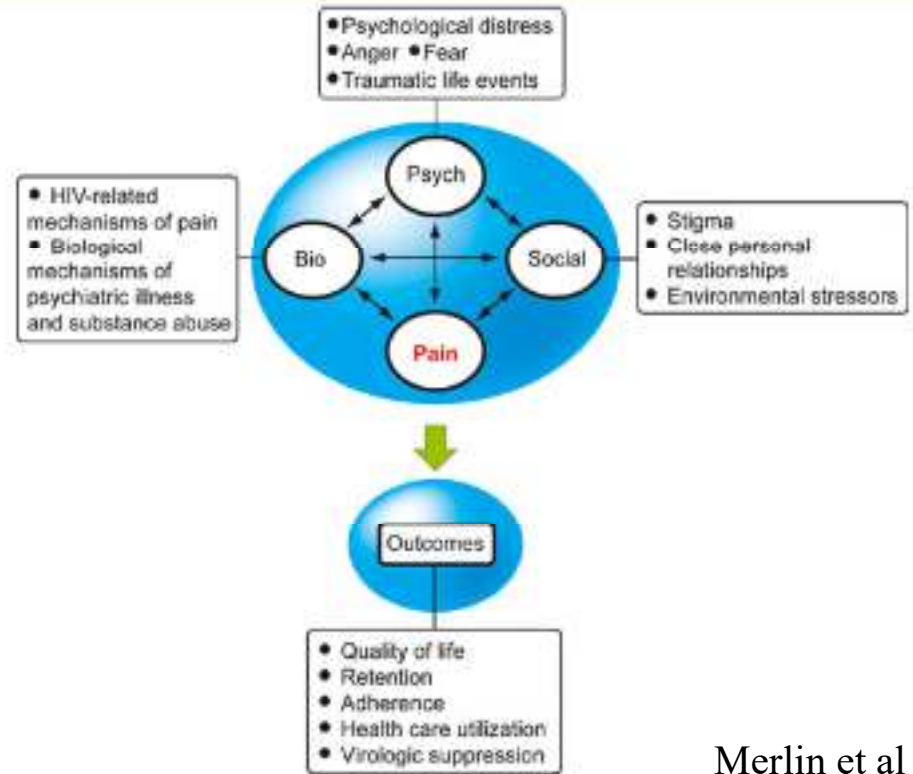 ● Psychological distress
● Anger ● Fear
● Traumatic life events
Psych
● HIV-related
mechanisms of pain
● Biological
mechanisms of
psychiatric illness
and substance abuse
Bio
Social
● Stigma
● Close personal
relationships
● Environmental stressors
Pain
Outcomes
● Quality of life
● Retention
● Adherence
● Health care utilization
● Virologic suppression
Merlin et al